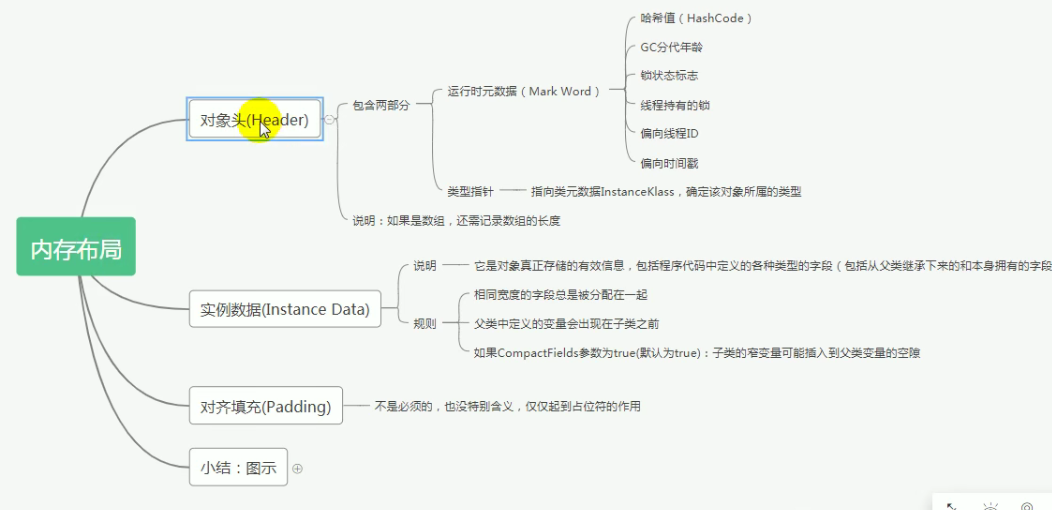 内存布局
对象头(Header)
包含两部分
运行时元数据（Mark Word）
哈希值（HashCode）
GC分代年龄
锁状态标志
线程持有的锁
偏向线程ID
偏向时间戳
类型指针
指向类元数据InstanceKlass，确定该对象所属的类型
说明：如果是数组，还需记录数组的长度
实例数据(Instance Data)
说明
它是对象真正存储的有效信息，包括程序代码中定义的各种类型的字段（包括从父类继承下来的和本身拥有的字段
规则
相同宽度的字段总是被分配在一起
父类中定义的变量会出现在子类之前
如果CompactFields参数为true(默认为true)：子类的窄变量可能插入到父类变量的空隙
对齐填充(Padding)
不是必须的，也没特别含义，仅仅起到占位符的作用
小结：图示